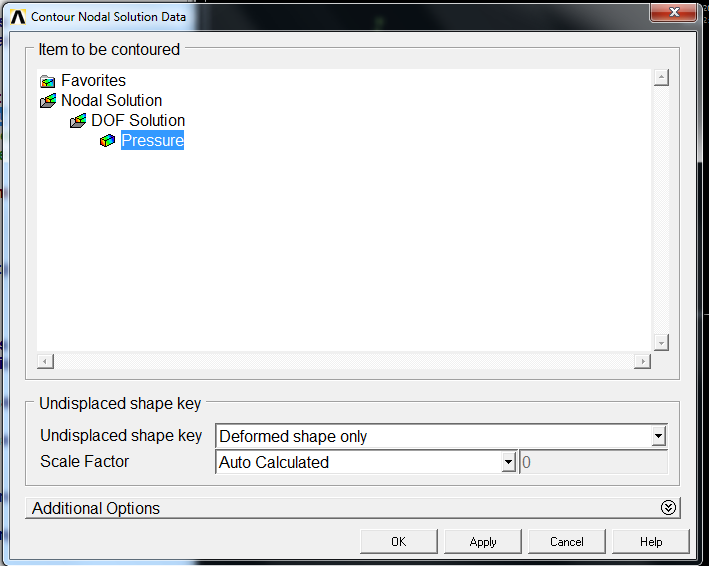 Contour Nodal Solution Data
Item to be contoured
Favorites
Nodal Solution
DOF Solution
Pressure
Undisplaced shape key
Undisplaced shape key Deformed shape only
Scale Factor Auto Calculated 0
Additional Options
OK Apply Cancel Help